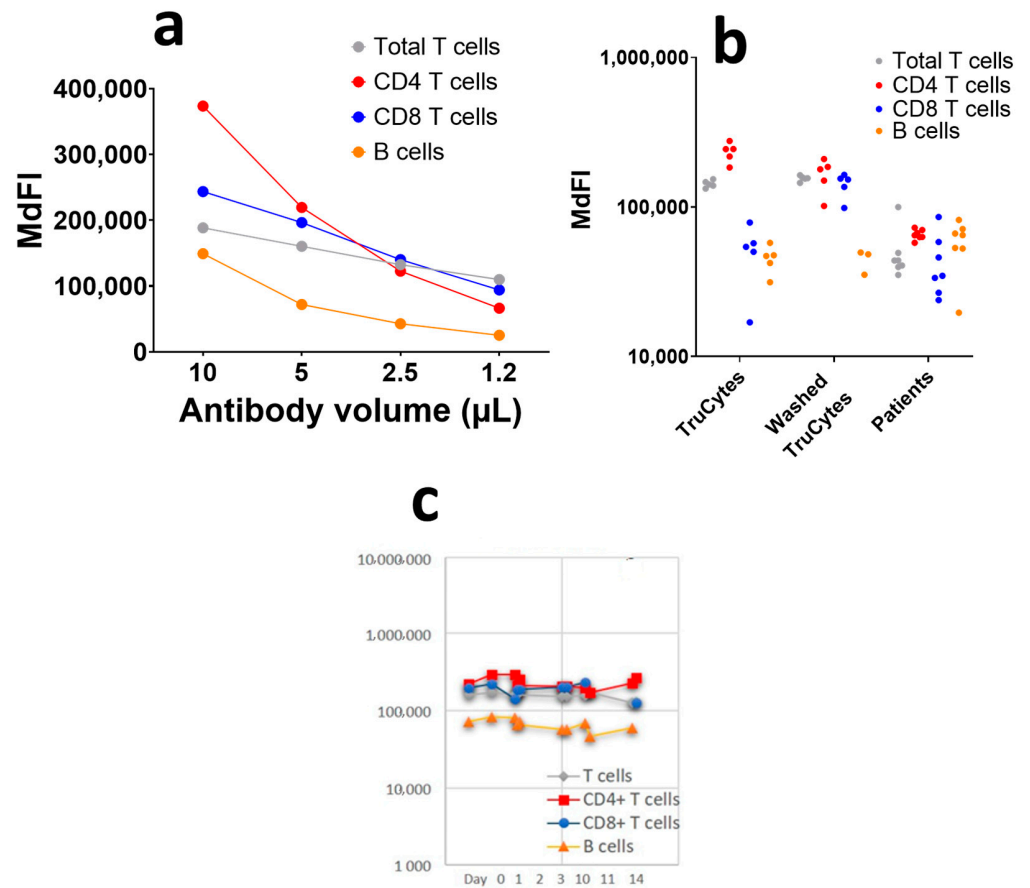 a
Total T cells
CD4 T cells
CD8 T cells
B cells
400,000
300,000
200,000
100,000
0
MdFI
10 5 2.5 1.2
Antibody volume (µL)
b
Total T cells
CD4 T cells
CD8 T cells
B cells
1,000,000
100,000
10,000
MdFI
TruCytes
Washed
TruCytes
Patients
c
10,000,000
1,000,000
100,000
10,000
1 000
T cells
CD4+ T cells
CD8+ T cells
B cells
Day 0 1 2 3 10 11 14